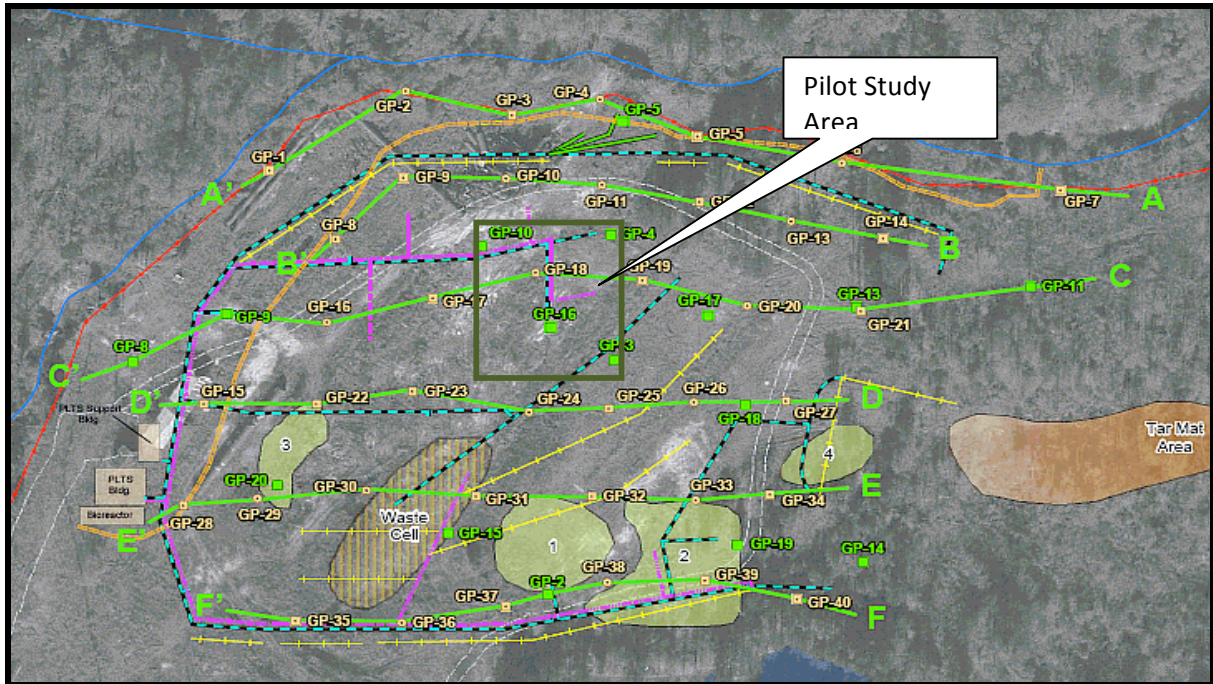 Pilot Study
Area
GP-4
GP-3
GP-2
GP-5
GP-5
GP-1
A'
GP-7
A
GP-9
GP-10
GP-11
GP-8
GP-13
GP-14
B'
B
GP-10
GP-4
GP-18
GP-19
C
GP-11
GP-17
GP-17
GP-20
GP-13
GP-21
GP-16
GP-9
GP-16
GP-8
GP-3
C'
D'
GP-15
GP-22
GP-23
GP-24
GP-25
GP-26
GP-27
D
GP-18
PLTS Support
Bldg
3
4
Tar Mat
Area
PLTS
Bldg
Bioreactor
GP-20
GP-30
GP-31
GP-32
GP-33
GP-34
E
GP-28
GP-29
E'
Waste
Cell
GP-15
1
2
GP-19
GP-14
GP-2
GP-38
GP-39
GP-37
GP-40
F'
GP-35
GP-36
F